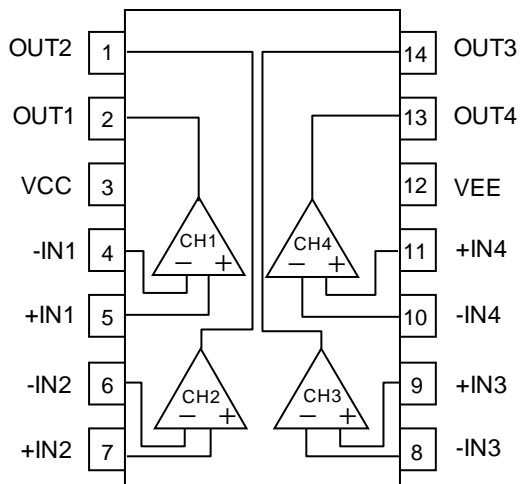 OUT2 1 14 OUT3
OUT1 2 13 OUT4
VCC 3 12 VEE
-IN1 4 CH1 CH4 11 +IN4
− + − +
+IN1 5 10 -IN4
-IN2 6 CH2 CH3 9 +IN3
− + − +
+IN2 7 8 -IN3